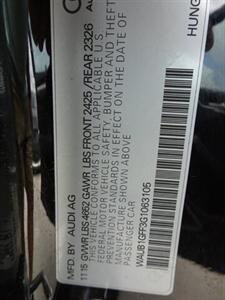 HUNG
MFD. BY AUDI AG
11.15 GVWR LBS 4662 GAWR LBS FRONT 2425 /REAR 2326
THIS VEHICLE CONFORMS TO ALL APPLICABLE U.S.
FEDERAL MOTOR VEHICLE SAFETY, BUMPER, AND THEFT
PREVENTION STANDARDS IN EFFECT ON THE DATE OF
MANUFACTURE SHOWN ABOVE
WAUB1GFF3G1063105
PASSENGER CAR